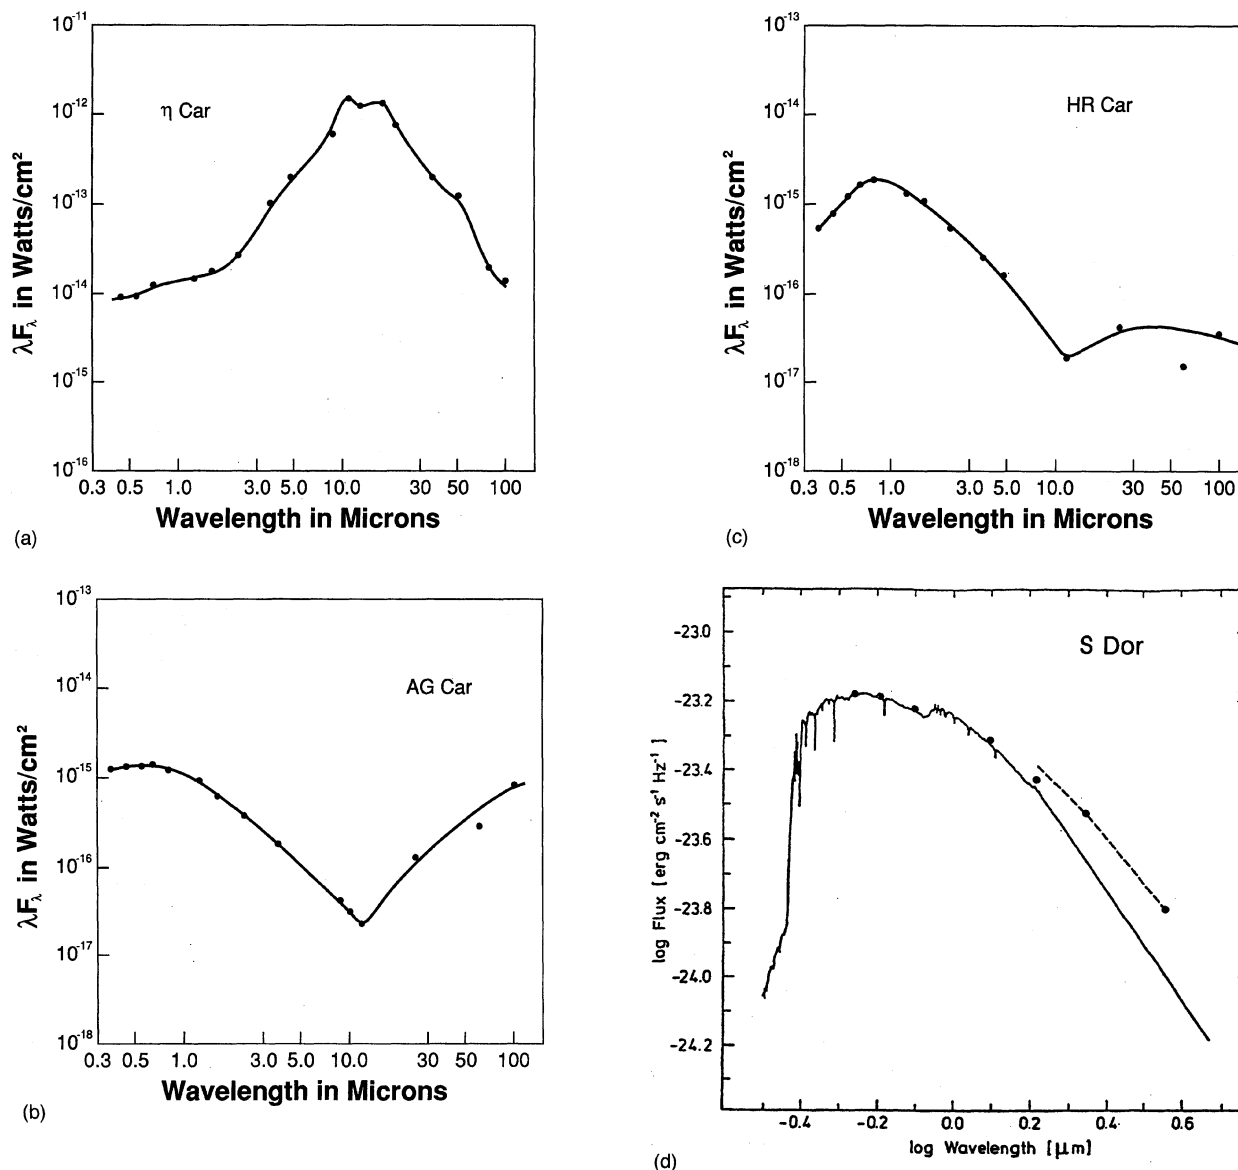 10⁻¹¹
10⁻¹²
10⁻¹³
10⁻¹⁴
10⁻¹⁵
10⁻¹⁶
λF_λ in Watts/cm²
η Car
0.3 0.5 1.0 3.0 5.0 10.0 30 50 100
Wavelength in Microns
(a)
10⁻¹³
10⁻¹⁴
10⁻¹⁵
10⁻¹⁶
10⁻¹⁷
10⁻¹⁸
λF_λ in Watts/cm²
HR Car
0.3 0.5 1.0 3.0 5.0 10.0 30 50 100
Wavelength in Microns
(c)
10⁻¹³
10⁻¹⁴
10⁻¹⁵
10⁻¹⁶
10⁻¹⁷
10⁻¹⁸
λF_λ in Watts/cm²
AG Car
0.3 0.5 1.0 3.0 5.0 10.0 30 50 100
Wavelength in Microns
(b)
-23.0
-23.2
-23.4
-23.6
-23.8
-24.0
-24.2
log Flux [erg cm⁻² s⁻¹ Hz⁻¹]
S Dor
-0.4 -0.2 0.0 0.2 0.4 0.6
log Wavelength [μm]
(d)